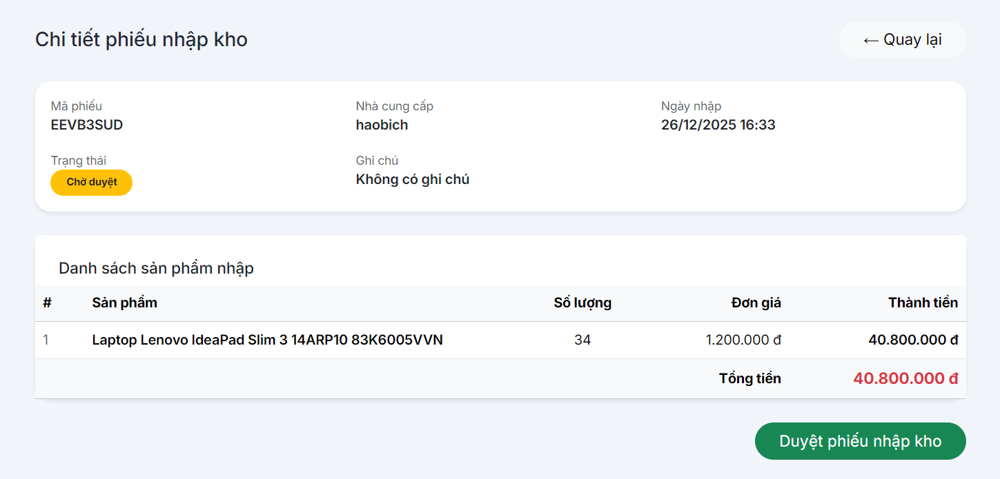 Chi tiết phiếu nhập kho
← Quay lại
Mã phiếu
EEVB3SUD
Nhà cung cấp
haobich
Ngày nhập
26/12/2025 16:33
Trạng thái
Chờ duyệt
Ghi chú
Không có ghi chú
Danh sách sản phẩm nhập
# Sản phẩm Số lượng Đơn giá Thành tiền
1 Laptop Lenovo IdeaPad Slim 3 14ARP10 83K6005VVN 34 1.200.000 đ 40.800.000 đ
Tổng tiền 40.800.000 đ
Duyệt phiếu nhập kho